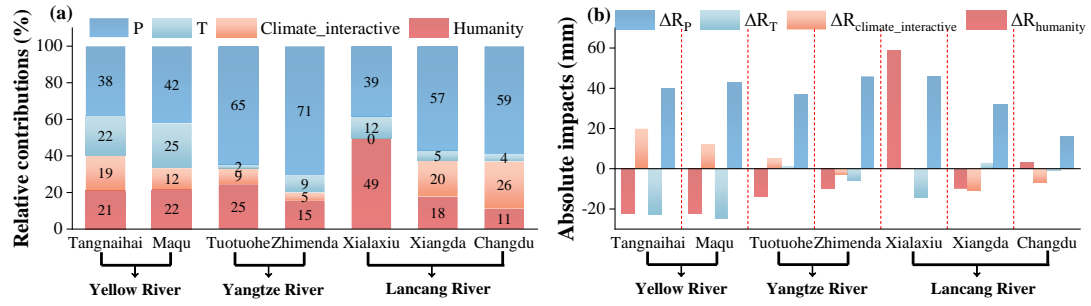 (a)
P T Climate_interactive Humanity
Relative contributions (%)
100
80
60
40
20
0
38 42 65 71 39 57 59
22 25 2 9 12 5 4
19 12 9 5 0 20 26
21 22 25 15 49 18 11
Tangnaihai Maqu Tuotuohe Zhimenda Xialaxiu Xiangda Changdu
Yellow River Yangtze River Lancang River
(b)
ΔR_P ΔR_T ΔR_climate_interactive ΔR_humanity
Absolute impacts (mm)
60
40
20
0
-20
Tangnaihai Maqu Tuotuohe Zhimenda Xialaxiu Xiangda Changdu
Yellow River Yangtze River Lancang River